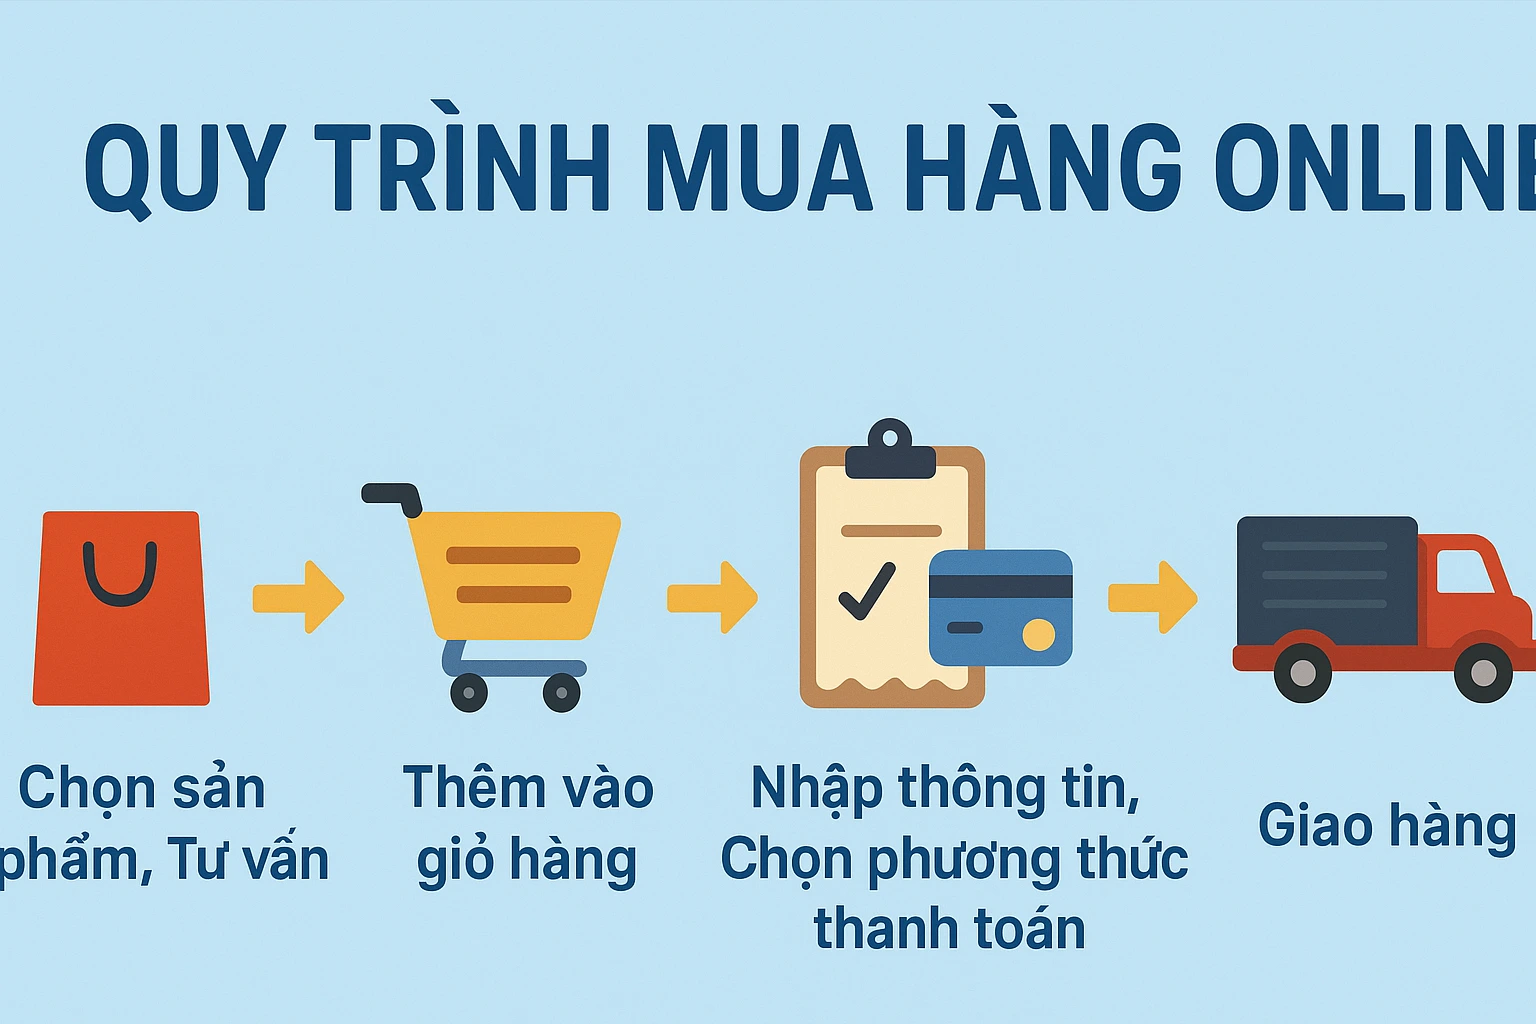 QUY TRÌNH MUA HÀNG ONLINE
Chọn sản
phẩm, Tư vấn
Thêm vào
giỏ hàng
Nhập thông tin,
Chọn phương thức
thanh toán
Giao hàng